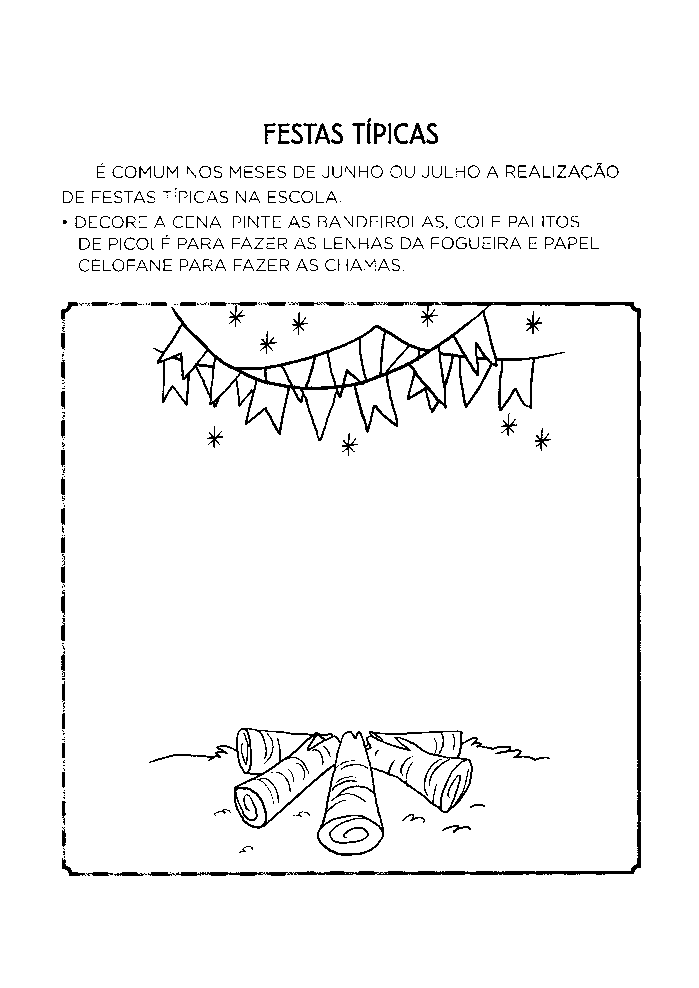 FESTAS TÍPICAS
É COMUM NOS MESES DE JUNHO OU JULHO A REALIZAÇÃO
DE FESTAS TÍPICAS NA ESCOLA.
• DECORE A CENA. PINTE AS BANDEIROLAS, COLE PALITOS
DE PICOLÉ PARA FAZER AS LENHAS DA FOGUEIRA E PAPEL
CELOFANE PARA FAZER AS CHAMAS.